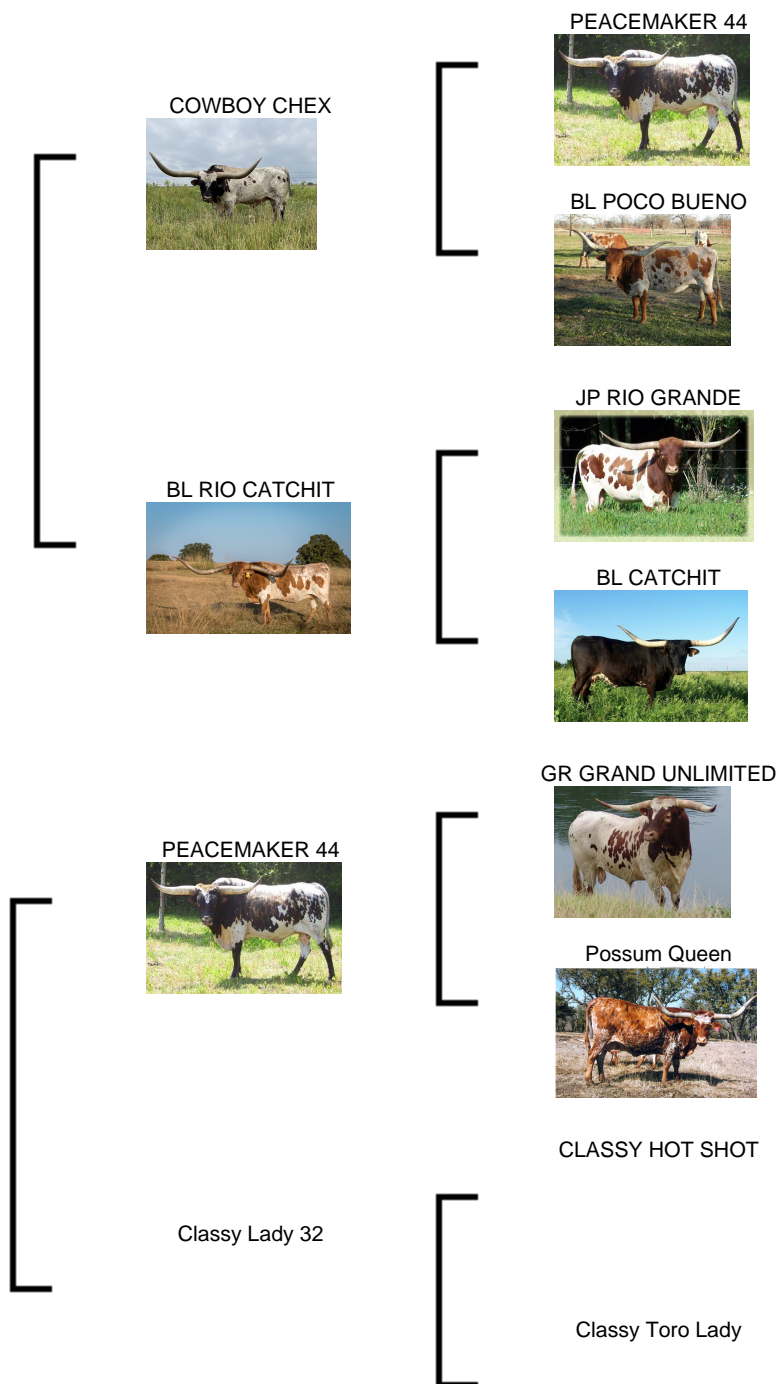 PEACEMAKER 44
COWBOY CHEX
BL POCO BUENO
JP RIO GRANDE
BL RIO CATCHIT
BL CATCHIT
GR GRAND UNLIMITED
PEACEMAKER 44
Possum Queen
CLASSY HOT SHOT
Classy Lady 32
Classy Toro Lady